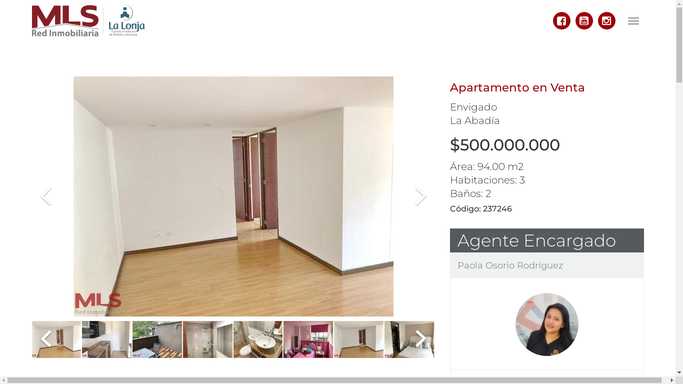 MLS
Red Inmobiliaria
La Lonja
Apartamento en Venta
Envigado
La Abadía
$500.000.000
Área: 94.00 m2
Habitaciones: 3
Baños: 2
Código: 237246
Agente Encargado
Paola Osorio Rodriguez
MLS
Red Inmobiliaria